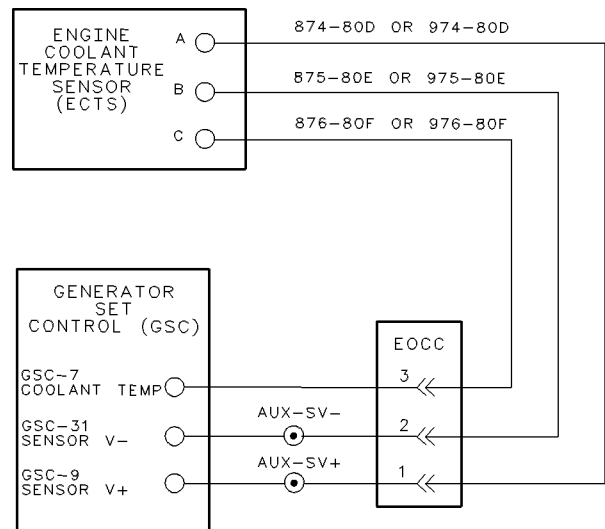 ENGINE
COOLANT
TEMPERATURE
SENSOR
(ECTS)
A
B
C
874-80D OR 974-80D
875-80E OR 975-80E
876-80F OR 976-80F
GENERATOR
SET
CONTROL (GSC)
GSC-7
COOLANT TEMP
GSC-31
SENSOR V-
GSC-9
SENSOR V+
AUX-SV-
AUX-SV+
EOCC
3
2
1